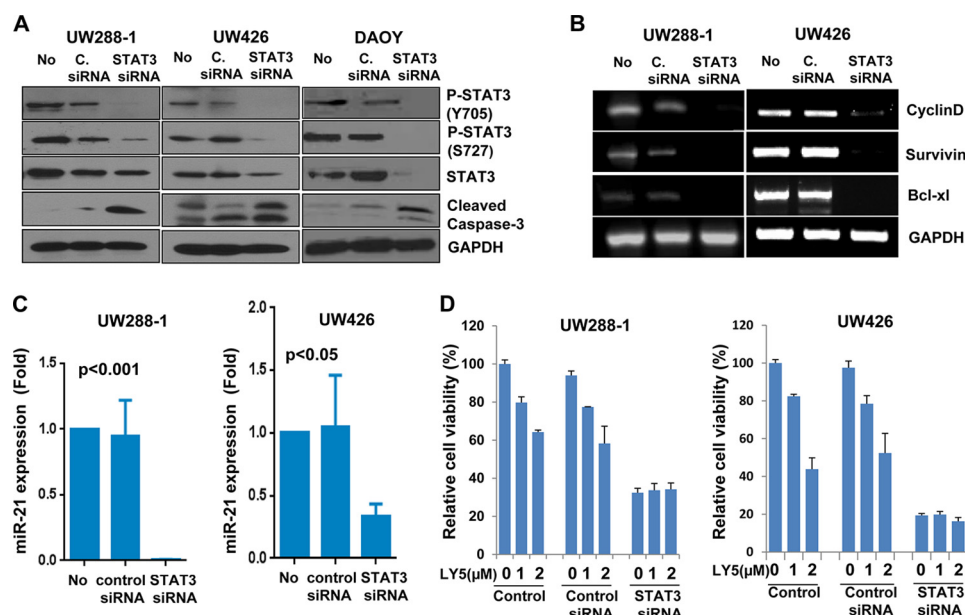 A
UW288-1 UW426 DAOY
No C. siRNA STAT3 siRNA No C. siRNA STAT3 siRNA No C. siRNA STAT3 siRNA
P-STAT3 (Y705)
P-STAT3 (S727)
STAT3
Cleaved Caspase-3
GAPDH
B
UW288-1 UW426
No C. siRNA STAT3 siRNA No C. siRNA STAT3 siRNA
CyclinD
Survivin
Bcl-xl
GAPDH
C
UW288-1
miR-21 expression (Fold)
p<0.001
1.5
1.0
0.5
0.0
No control siRNA STAT3 siRNA
UW426
miR-21 expression (Fold)
p<0.05
2.0
1.5
1.0
0.5
0.0
No control siRNA STAT3 siRNA
D
UW288-1
Relative cell viability (%)
120
100
80
60
40
20
0
LY5(µM) 0 1 2 0 1 2 0 1 2
Control Control siRNA STAT3 siRNA
UW426
Relative cell viability (%)
120
100
80
60
40
20
0
LY5(µM) 0 1 2 0 1 2 0 1 2
Control Control siRNA STAT3 siRNA